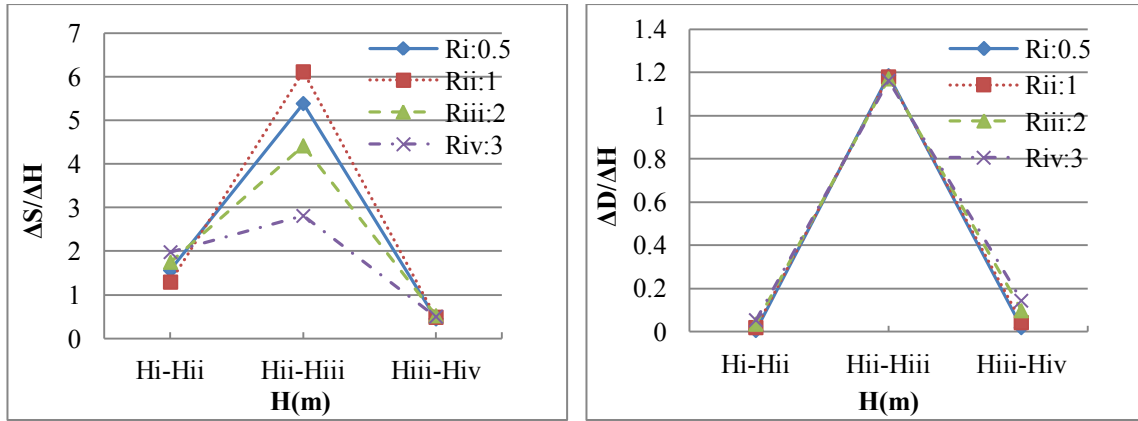 7
6
5
4
3
2
1
0
ΔS/ΔH
Ri:0.5
Rii:1
Riii:2
Riv:3
Hi-Hii Hii-Hiii Hiii-Hiv
H(m)
1.4
1.2
1
0.8
0.6
0.4
0.2
0
ΔD/ΔH
Ri:0.5
Rii:1
Riii:2
Riv:3
Hi-Hii Hii-Hiii Hiii-Hiv
H(m)